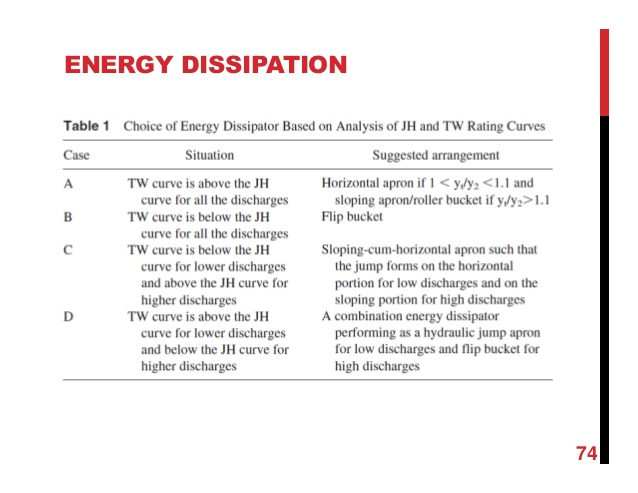 ENERGY DISSIPATION
Table 1 Choice of Energy Dissipator Based on Analysis of JH and TW Rating Curves
Case Situation Suggested arrangement
A TW curve is above the JH Horizontal apron if 1 < yₜ/y₂ <1.1 and
curve for all the discharges sloping apron/roller bucket if yₜ/y₂>1.1
B TW curve is below the JH Flip bucket
curve for all the discharges
C TW curve is below the JH Sloping-cum-horizontal apron such that
curve for lower discharges the jump forms on the horizontal
and above the JH curve for portion for low discharges and on the
higher discharges sloping portion for high discharges
D TW curve is above the JH A combination energy dissipator
curve for lower discharges performing as a hydraulic jump apron
and below the JH curve for for low discharges and flip bucket for
higher discharges high discharges
74